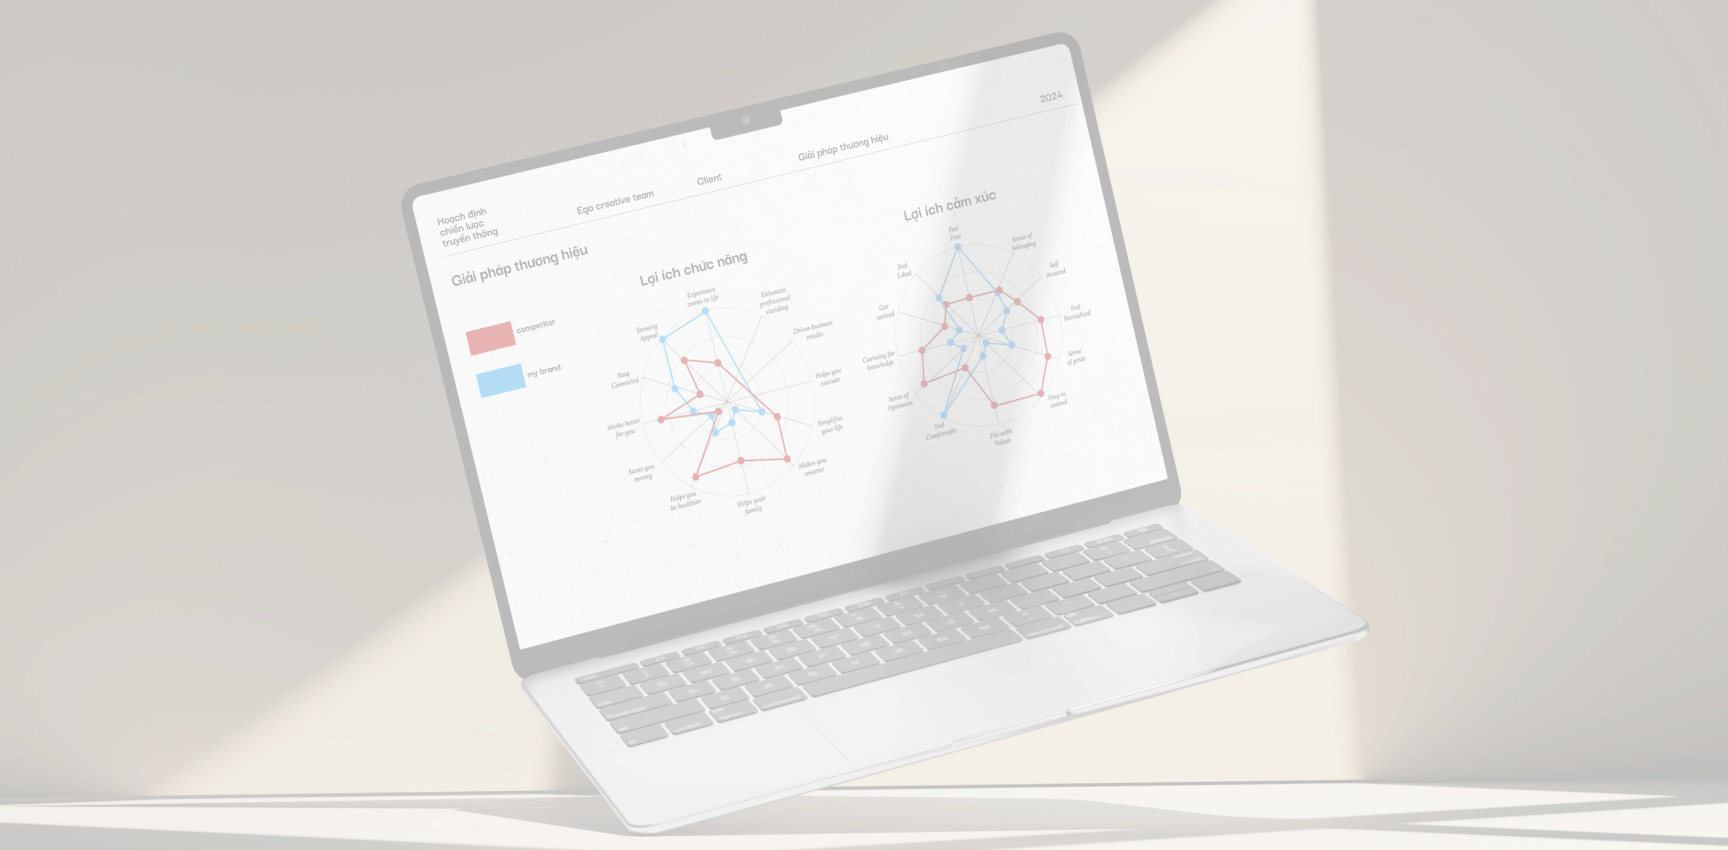 2024
Giải pháp thương hiệu
Client
Ego creative team
Hoạch định
chiến lược
truyền thông
Giải pháp thương hiệu
competitor
my brand
Lợi ích chức năng
Experience
comes to life
Enhances
professional
standing
Drives business
results
Helps you
execute
Simplifies
your life
Makes you
smarter
Helps your
family
Helps you
be healthier
Saves you
money
Works better
for you
Stay
Connected
Sensory
Appeal
Lợi ích cảm xúc
Feel
Free
Sense of
belonging
Self
Assured
Feel
Revitalized
Sense
of pride
Stay in
control
Fits with
Values
Feel
Comfortable
Sense of
Optimism
Curiosity for
knowledge
Get
noticed
Feel
Liked